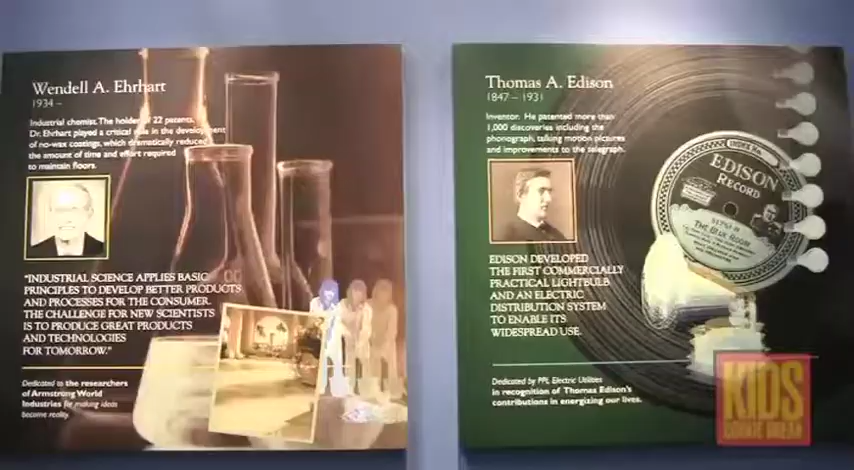 Wendell A. Ehrhart
1934 –
Industrial chemist. The holder of 22 patents,
Dr. Ehrhart played a critical role in the development
of no-wax coatings, which dramatically reduced
the amount of time and effort required
to maintain floors.
"INDUSTRIAL SCIENCE APPLIES BASIC
PRINCIPLES TO DEVELOP BETTER PRODUCTS
AND PROCESSES FOR THE CONSUMER.
THE CHALLENGE FOR NEW SCIENTISTS
IS TO PRODUCE GREAT PRODUCTS
AND TECHNOLOGIES
FOR TOMORROW."
Dedicated to the researchers
of Armstrong World
Industries for making ideas
become reality.
Thomas A. Edison
1847 – 1931
Inventor. He patented more than
1,000 discoveries including the
phonograph, talking motion pictures
and improvements to the telegraph.
EDISON DEVELOPED
THE FIRST COMMERCIALLY
PRACTICAL LIGHTBULB
AND AN ELECTRIC
DISTRIBUTION SYSTEM
TO ENABLE ITS
WIDESPREAD USE.
Dedicated by PPL Electric Utilities
in recognition of Thomas Edison's
contributions in energizing our lives.
EDISON
RECORD
THE BLUE ROOM
KIDS
COOKIE BREAK